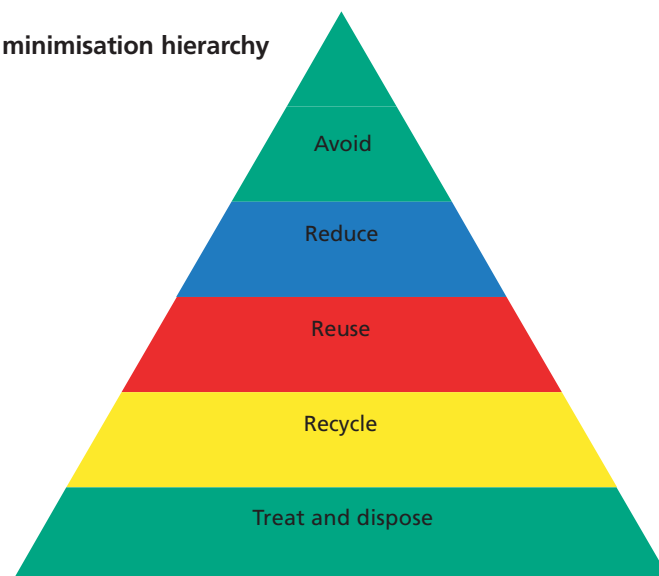 minimisation hierarchy
Avoid
Reduce
Reuse
Recycle
Treat and dispose